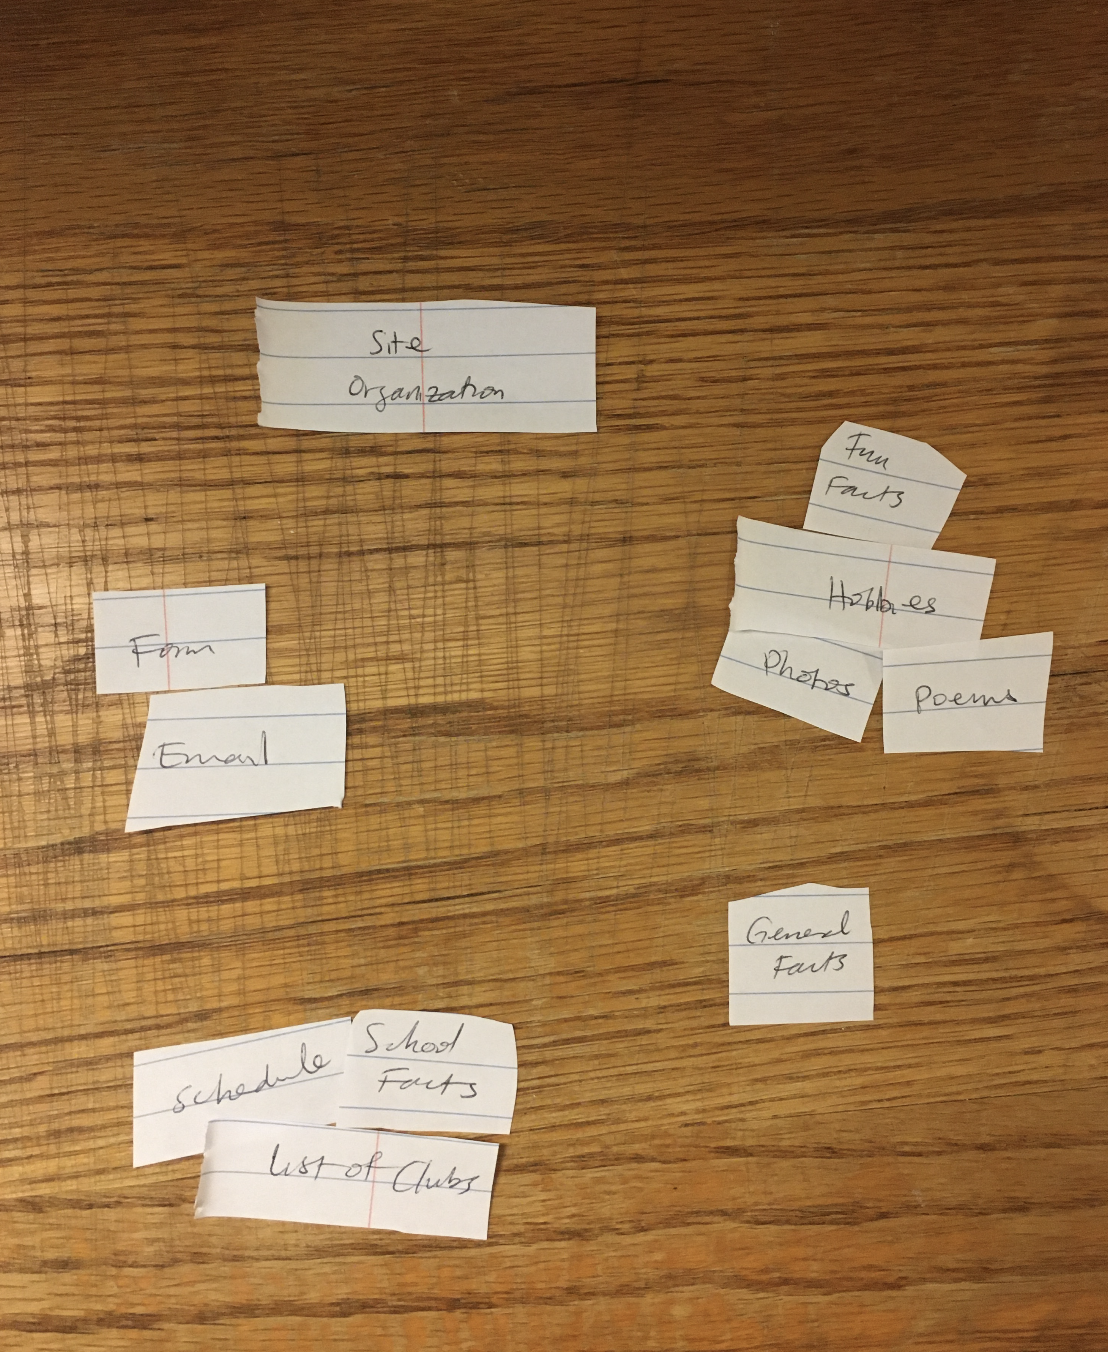 Site
Organization
Fun
Facts
Hobbies
Photos
Poems
Form
Email
General
Facts
Schedule
School
Facts
List of Clubs